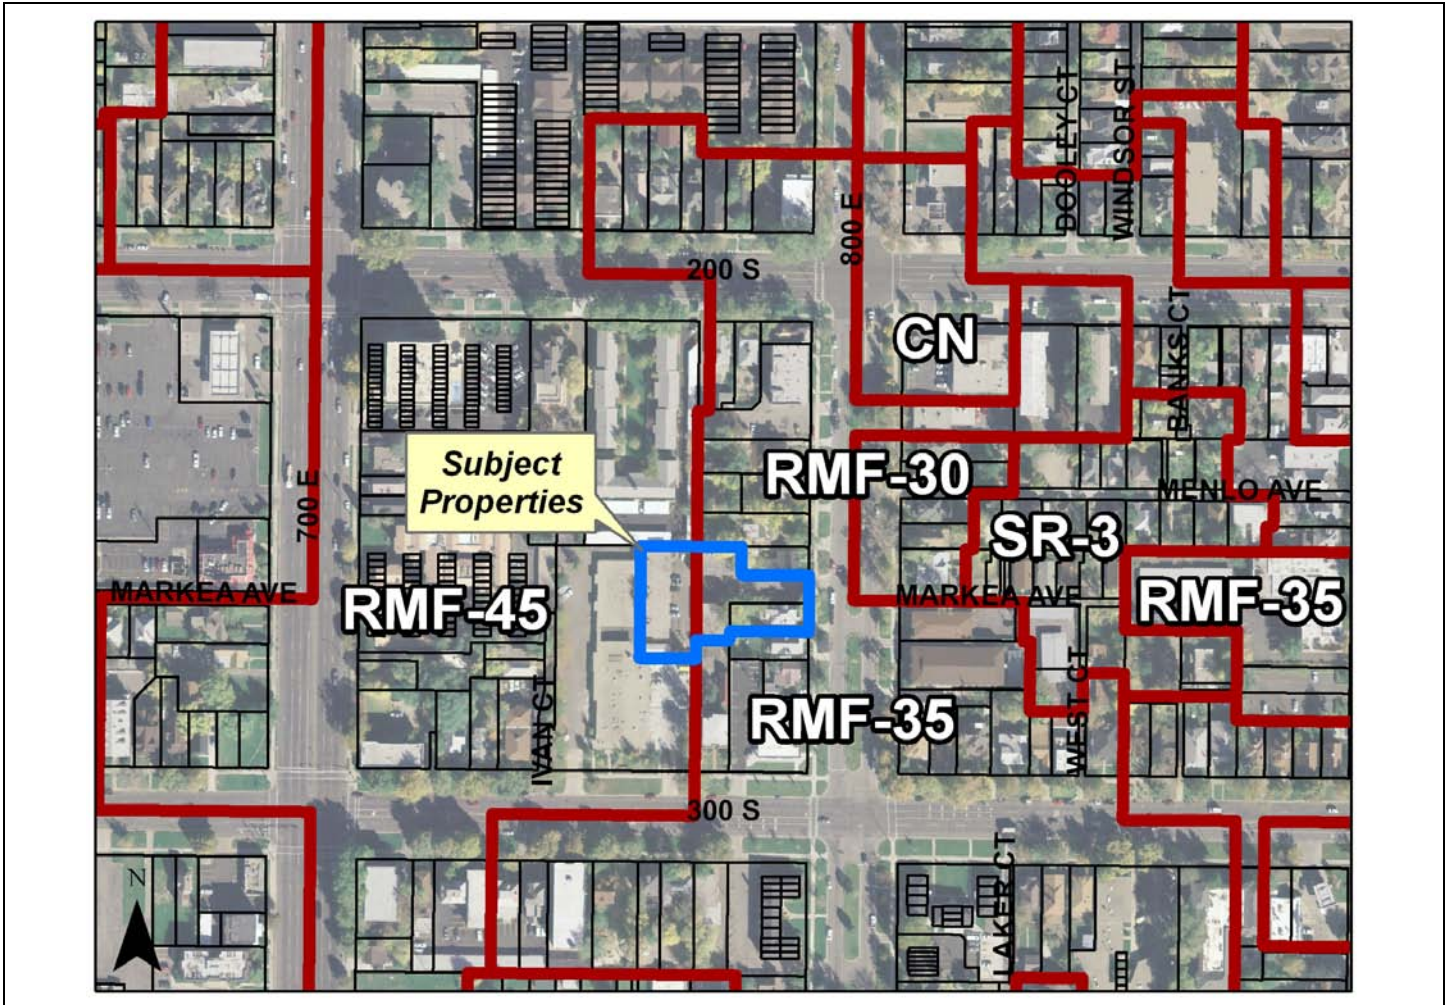 DOOLEY CT
WINDSOR ST
800 E
200 S
CN
BANKS CT
Subject
Properties
RMF-30
700 E
MENLO AVE
SR-3
MARKEA AVE
RMF-45
MARKEA AVE
RMF-35
IVAN CT
RMF-35
WEST CT
300 S
LAKER CT
N